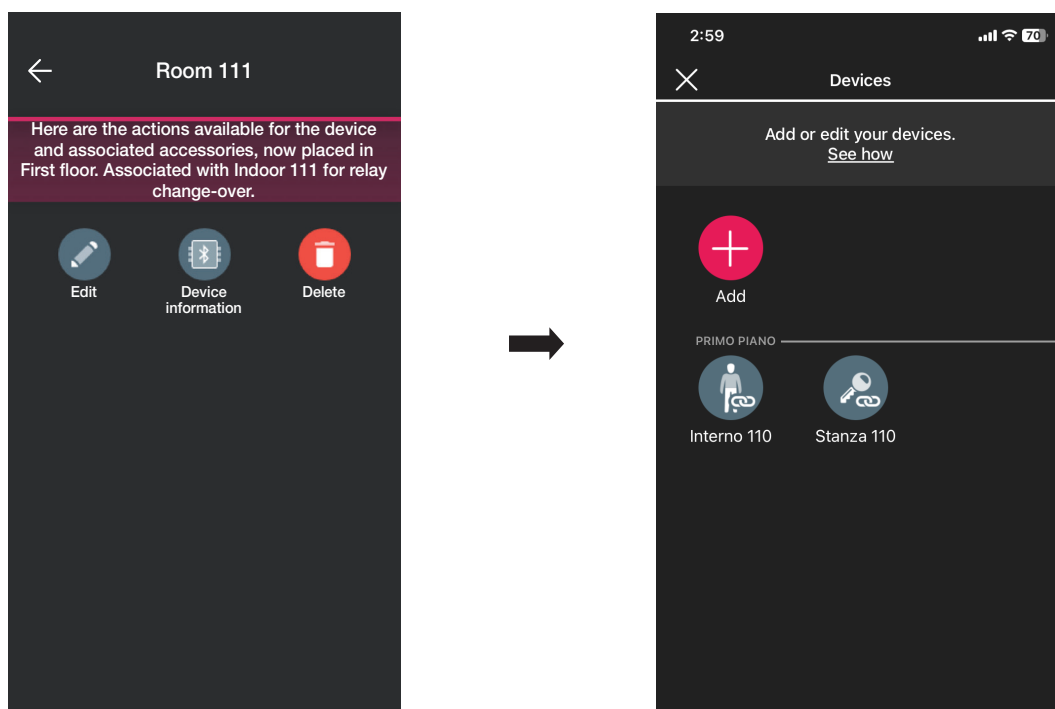 Room 111
Here are the actions available for the device
and associated accessories, now placed in
First floor. Associated with Indoor 111 for relay
change-over.
Edit
Device
information
Delete
2:59
70
Devices
Add or edit your devices.
See how
Add
PRIMO PIANO
Interno 110
Stanza 110